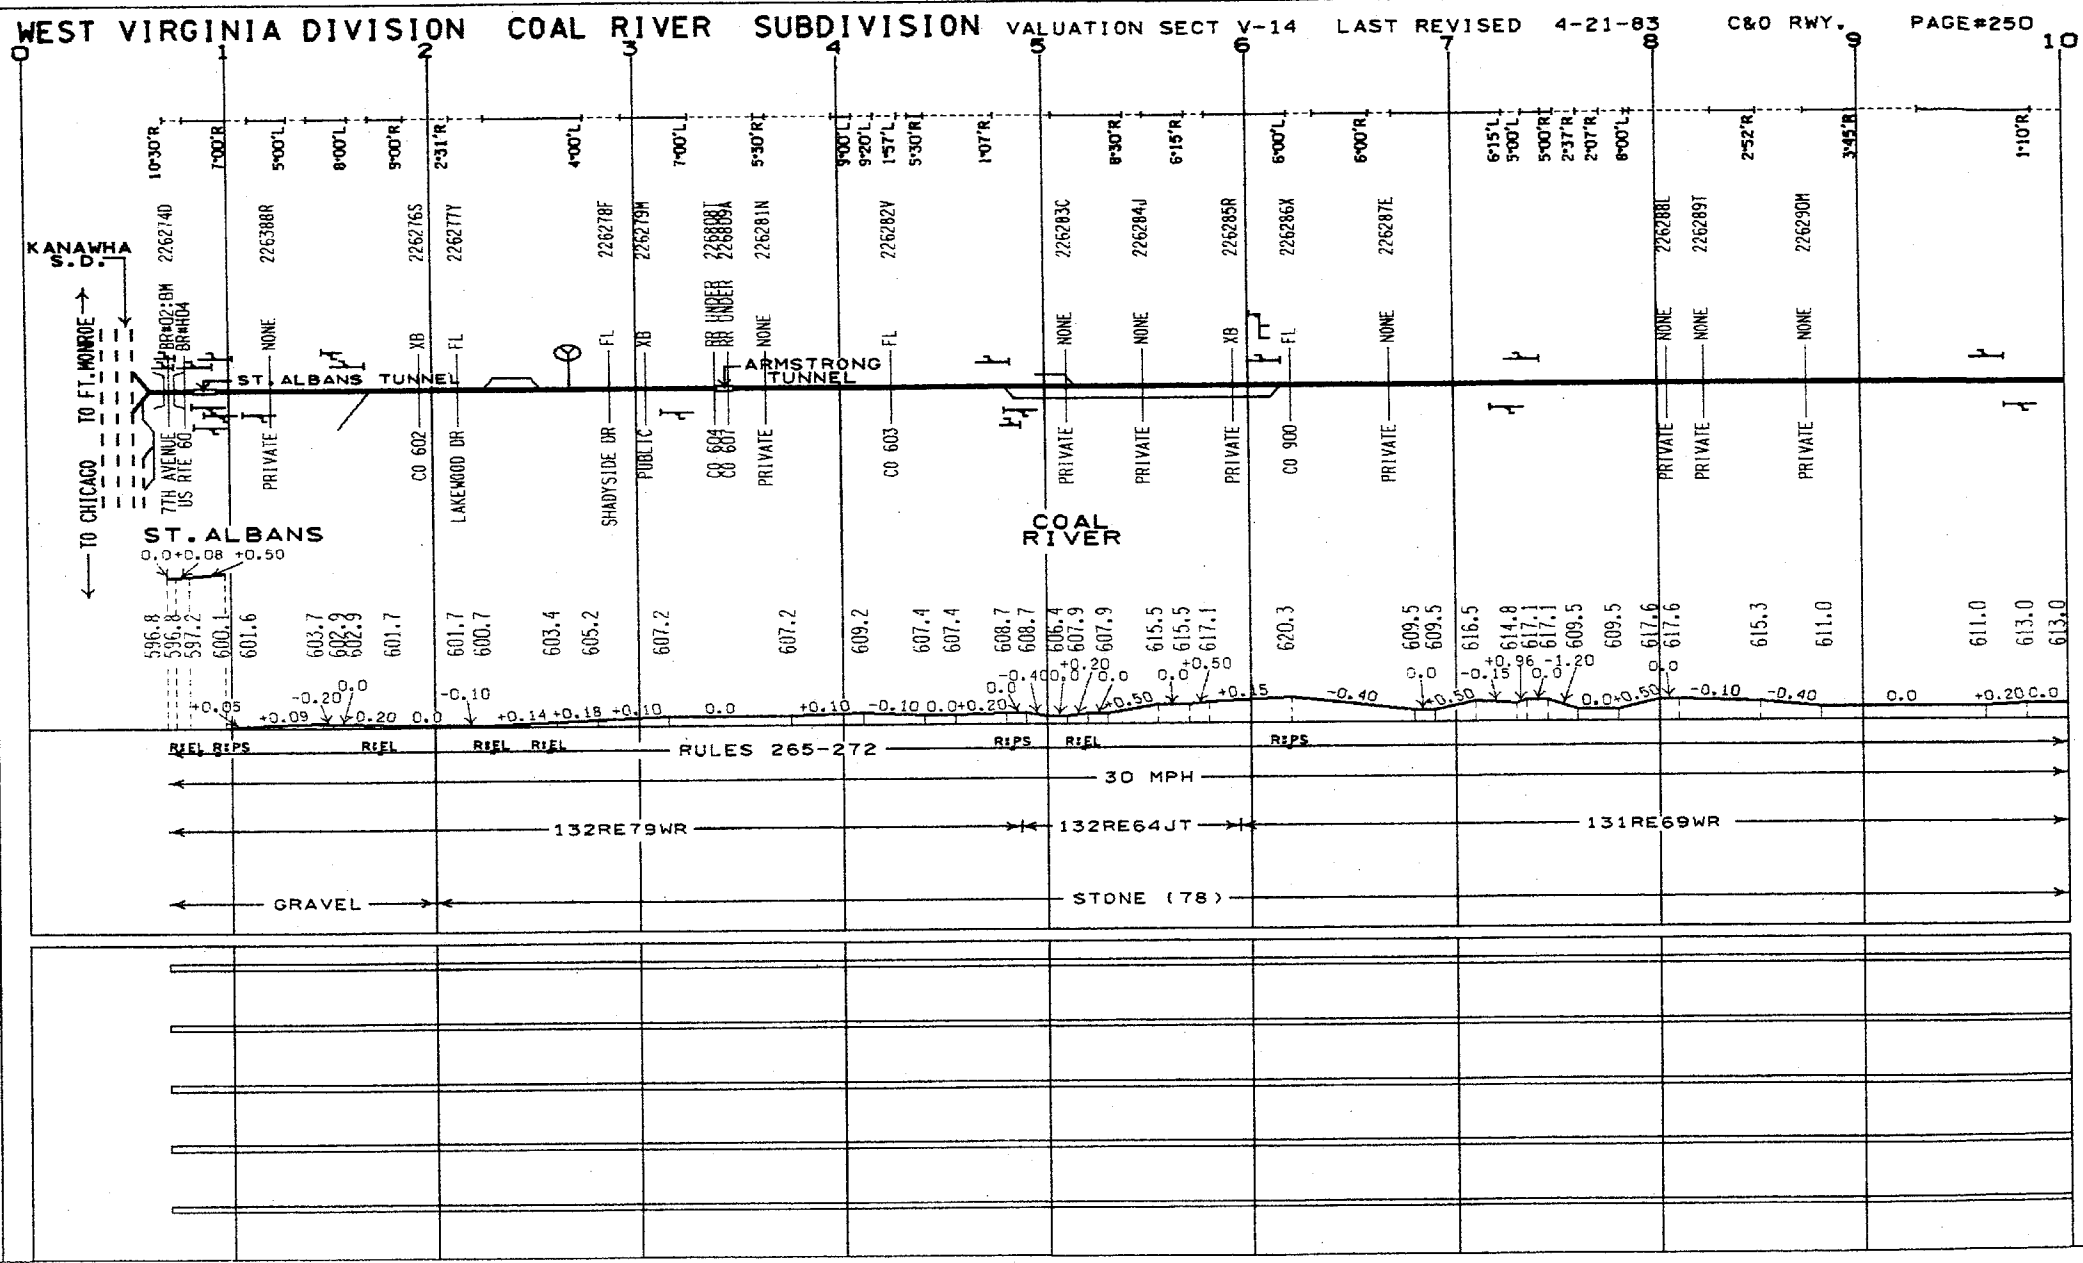 WEST VIRGINIA DIVISION COAL RIVER SUBDIVISION VALUATION SECT V-14 LAST REVISED 4-21-83 C&O RWY. PAGE#250
0 1 2 3 4 5 6 7 8 9 10
10°30'R 7°00'R 5°00'L 8°00'L 9°00'R 2°31'R 4°00'L 7°00'L 5°30'R 9°00'L 9°20'L 1°57'L 5°30'R 1°07'R 8°30'R 6°15'R 6°00'L 6°00'R 6°15'L 5°00'L 5°00'R 2°37'R 2°07'R 8°00'L 2°52'R 3°45'R 1°10'R
226274D 226388R 226276S 226277Y 226278F 226279M 226808T 226809A 226281N 226282V 226283C 226284J 226285R 226286X 226287E 226288L 226289T 226290M
KANAWHA
S.D.
BR#02:BM BR#H04 NONE XB FL FL XB RR UNDER RR UNDER NONE FL NONE NONE XB FL NONE NONE NONE NONE
TO CHICAGO TO FT.MONROE
ST. ALBANS TUNNEL
ARMSTRONG
TUNNEL
7TH AVENUE US RTE 60 PRIVATE CO 602 LAKEWOOD DR SHADYSIDE DR PUBLIC CO 604 CO 607 PRIVATE CO 603 PRIVATE PRIVATE PRIVATE CO 900 PRIVATE PRIVATE PRIVATE PRIVATE
ST. ALBANS
COAL
RIVER
0.0 +0.08 +0.50
596.8 596.8 597.2 600.1 601.6 603.7 602.9 602.9 601.7 601.7 600.7 603.4 605.2 607.2 607.2 609.2 607.4 607.4 608.7 608.7 606.4 607.9 607.9 615.5 615.5 617.1 620.3 609.5 609.5 616.5 614.8 617.1 617.1 609.5 609.5 617.6 617.6 615.3 611.0 611.0 613.0 613.0
+0.05 +0.09 -0.20 0.0 -0.20 0.0 -0.10 +0.14 +0.18 +0.10 0.0 +0.10 -0.10 0.0 +0.20 0.0 -0.40 0.0 +0.20 0.0 +0.50 0.0 +0.50 +0.15 -0.40 0.0 +0.50 -0.15 +0.96 0.0 -1.20 0.0 +0.50 0.0 -0.10 -0.40 0.0 +0.20 0.0
R:EL R:PS R:EL R:EL R:EL RULES 265-272 R:PS R:EL R:PS
30 MPH
132RE79WR 132RE64JT 131RE69WR
GRAVEL STONE (78)